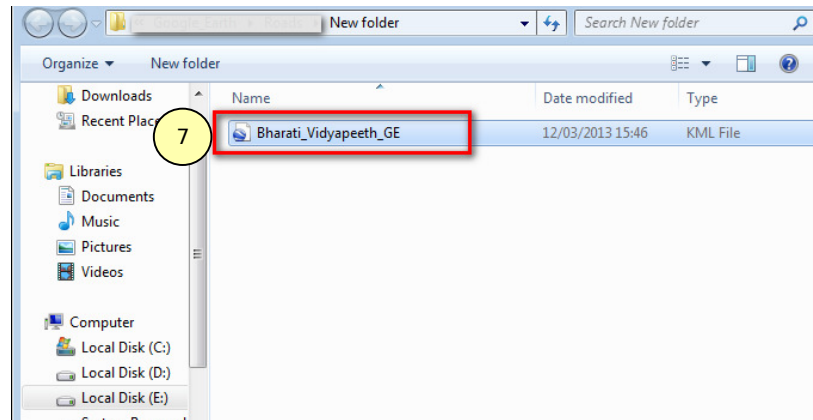 New folder
Search New folder
Organize
New folder
Name
Date modified
Type
Downloads
Recent Plac
7
Bharati_Vidyapeeth_GE
12/03/2013 15:46
KML File
Libraries
Documents
Music
Pictures
Videos
Computer
Local Disk (C:)
Local Disk (D:)
Local Disk (E:)